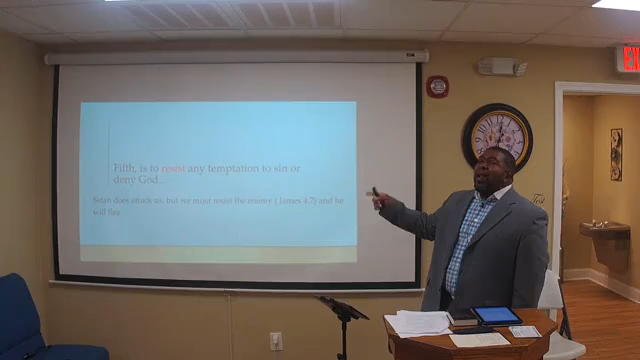 Fifth, is to resist any temptation to sin or
deny God...
Satan does attack us, but we must resist the enemy ( James 4:7) and he
will flee
EX